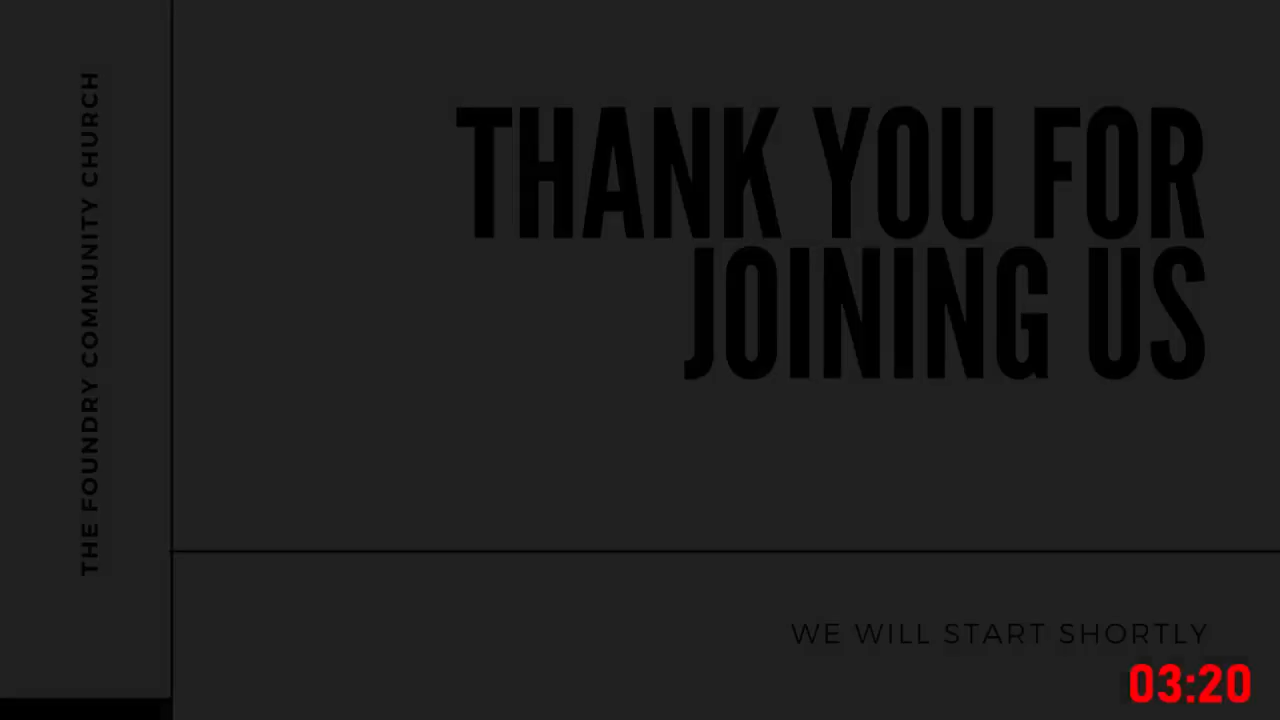 THE FOUNDRY COMMUNITY CHURCH
THANK YOU FOR
JOINING US
WE WILL START SHORTLY
03:20